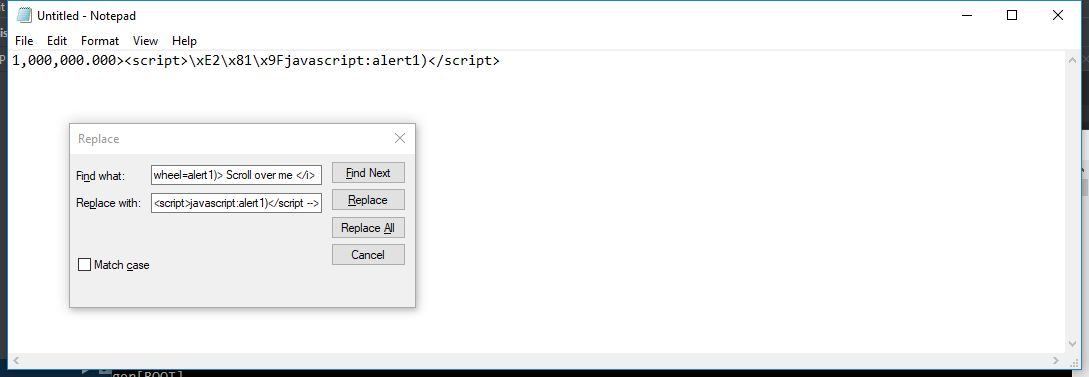 Untitled - Notepad
File Edit Format View Help
1,000,000.000><script>\xE2\x81\x9Fjavascript:alert1)</script>
Replace
Find what: wheel=alert1)> Scroll over me </i> Find Next
Replace with: <script>javascript:alert1)</script --> Replace
Replace All
Cancel
Match case
gen[ROOT]